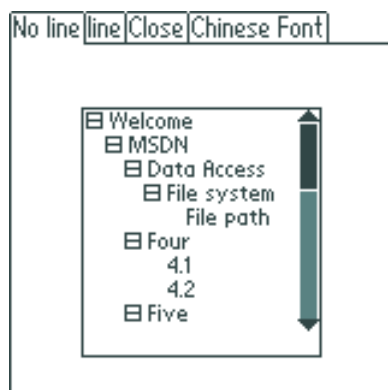 No line line Close Chinese Font
Welcome
MSDN
Data Access
File system
File path
Four
4.1
4.2
Five